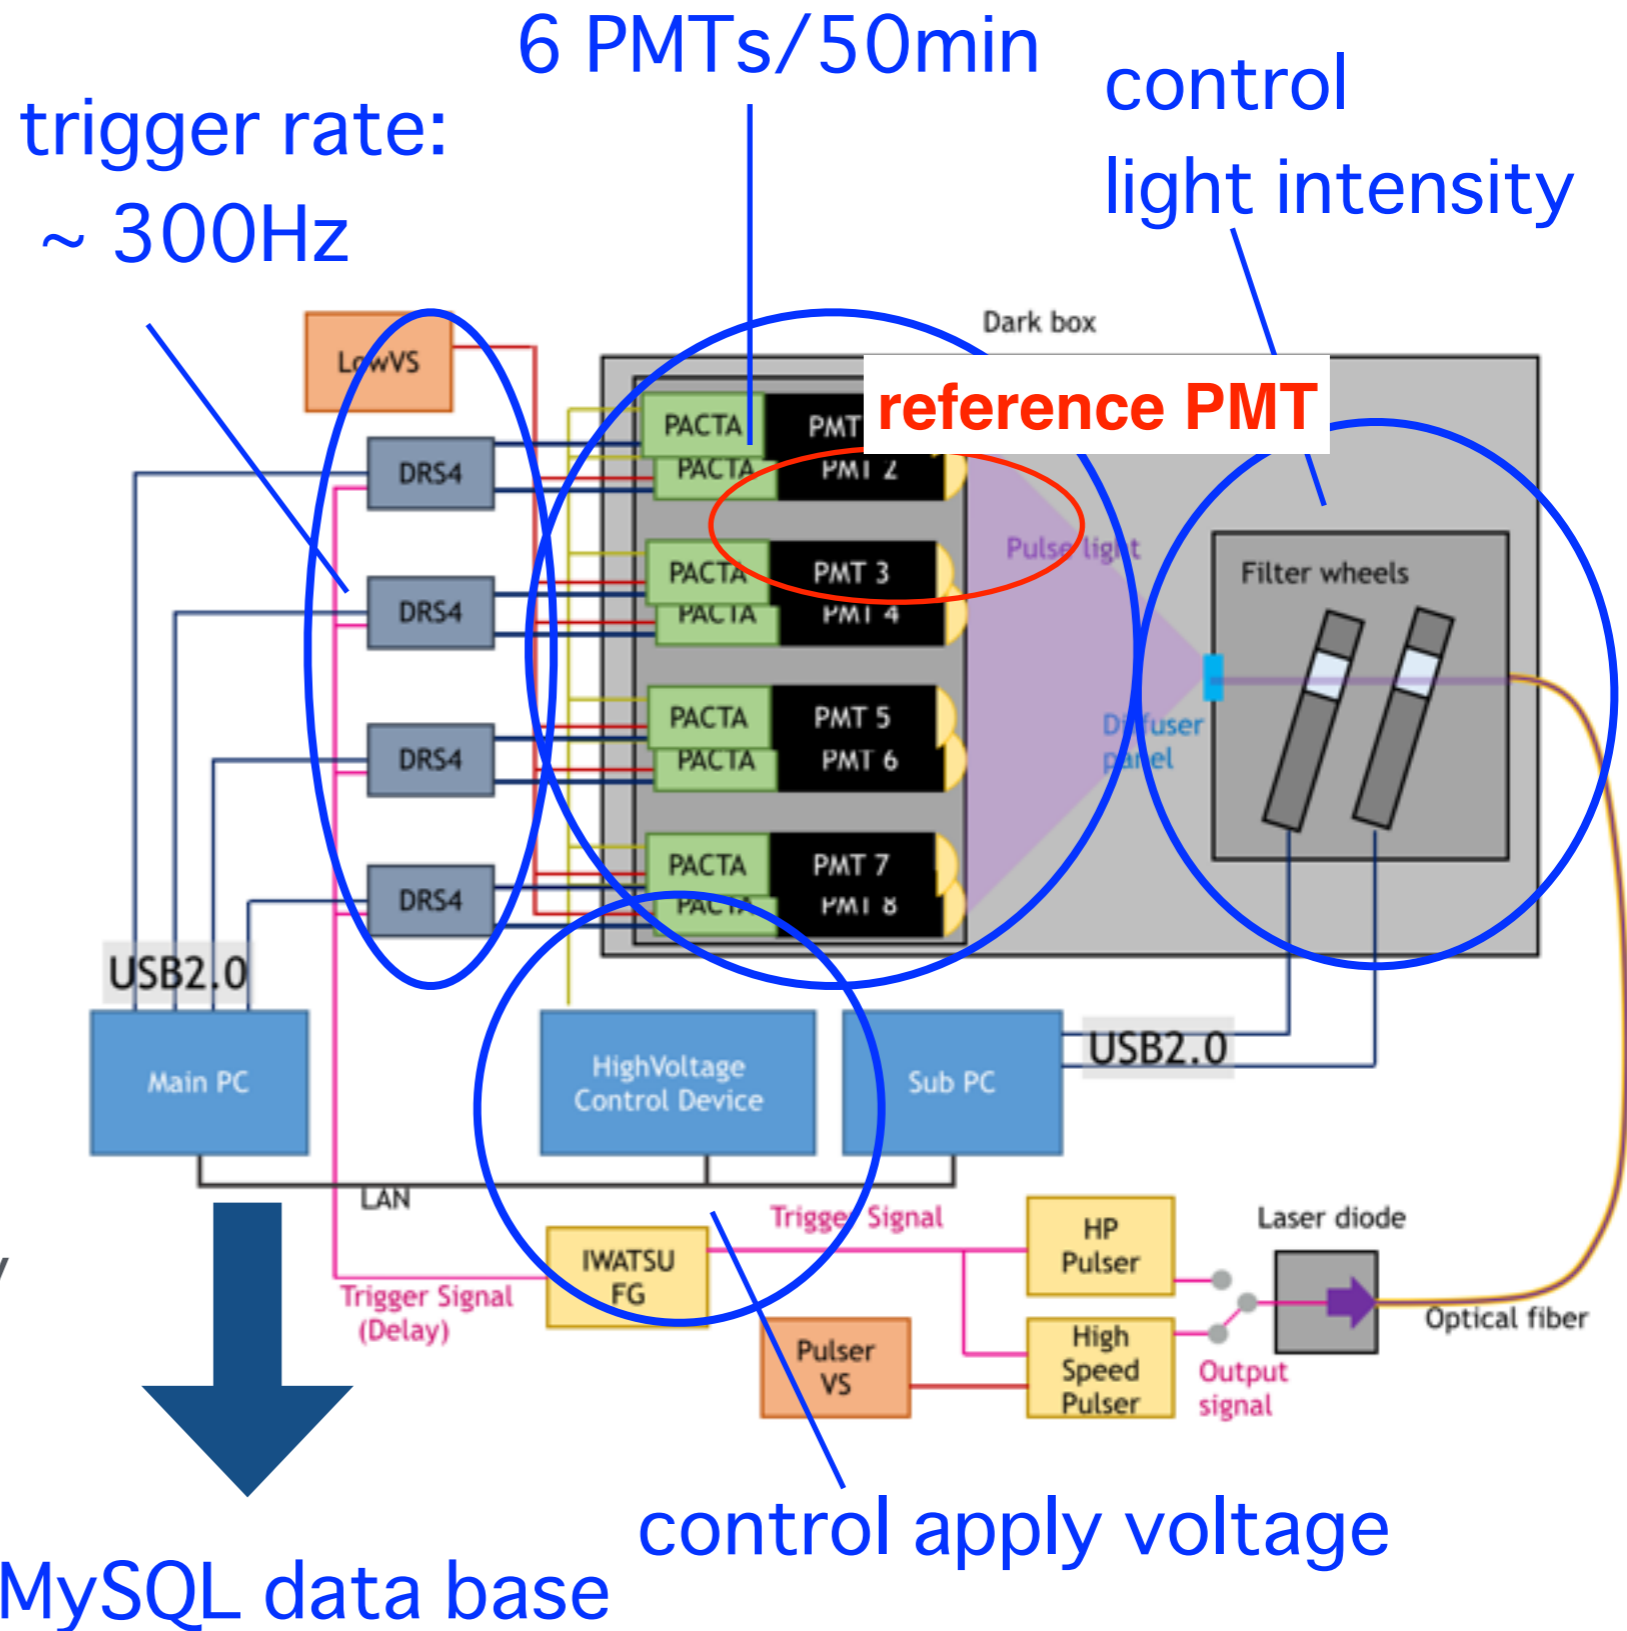 6 PMTs/50min
control
light intensity
trigger rate:
~ 300Hz
Dark box
LowVS
reference PMT
PACTA PMT
PACTA PMT 2
DRS4
Pulse light
PACTA PMT 3
PACTA PMT 4
DRS4
Filter wheels
PACTA PMT 5
PACTA PMT 6
DRS4
Diffuser
panel
PACTA PMT 7
PACTA PMT 8
DRS4
USB2.0
Main PC
HighVoltage
Control Device
Sub PC
USB2.0
LAN
Trigger Signal
IWATSU
FG
HP
Pulser
Laser diode
Trigger Signal
(Delay)
Pulser
VS
High
Speed
Pulser
Output
signal
Optical fiber
control apply voltage
MySQL data base